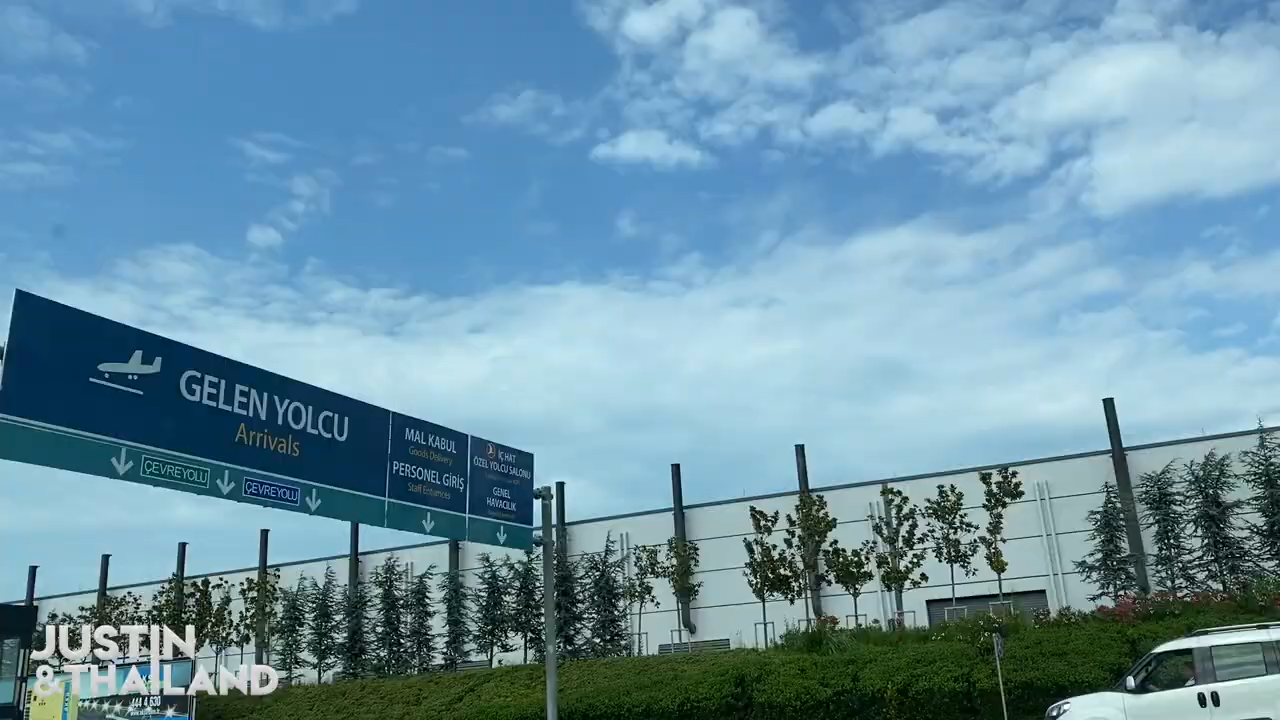 GELEN YOLCU
Arrivals
ÇEVREYOLU
ÇEVREYOLU
MAL KABUL
Goods Delivery
PERSONEL GİRİŞ
Staff Entrances
İÇ HAT
ÖZEL YOLCU SALONU
GENEL
HAVACILIK
JUSTIN
&THAILAND
444 4 630